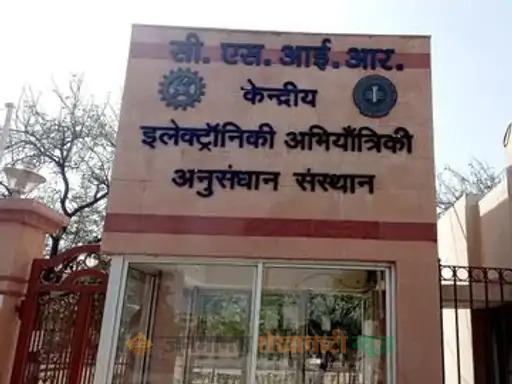 सी. एस. आई. आर.
केन्द्रीय
इलेक्ट्रॉनिकी अभियाँत्रिकी
अनुसंधान संस्थान